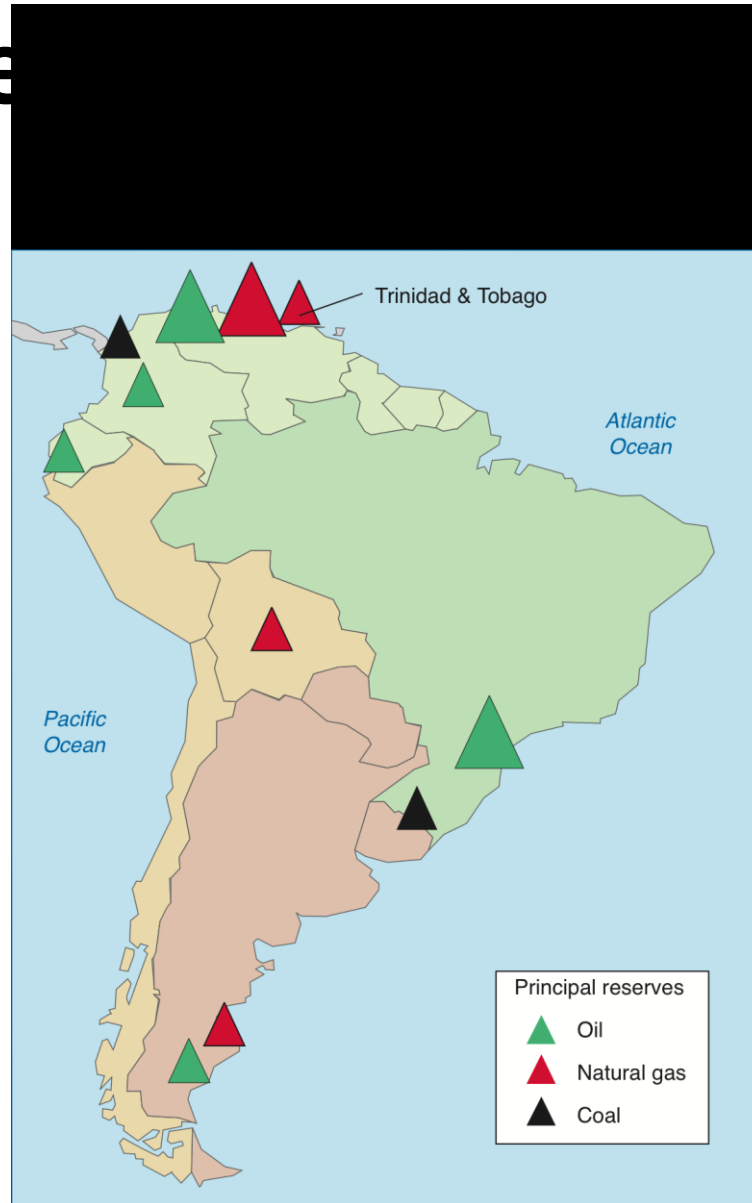 e
Trinidad & Tobago
Atlantic
Ocean
Pacific
Ocean
Principal reserves
Oil
Natural gas
Coal